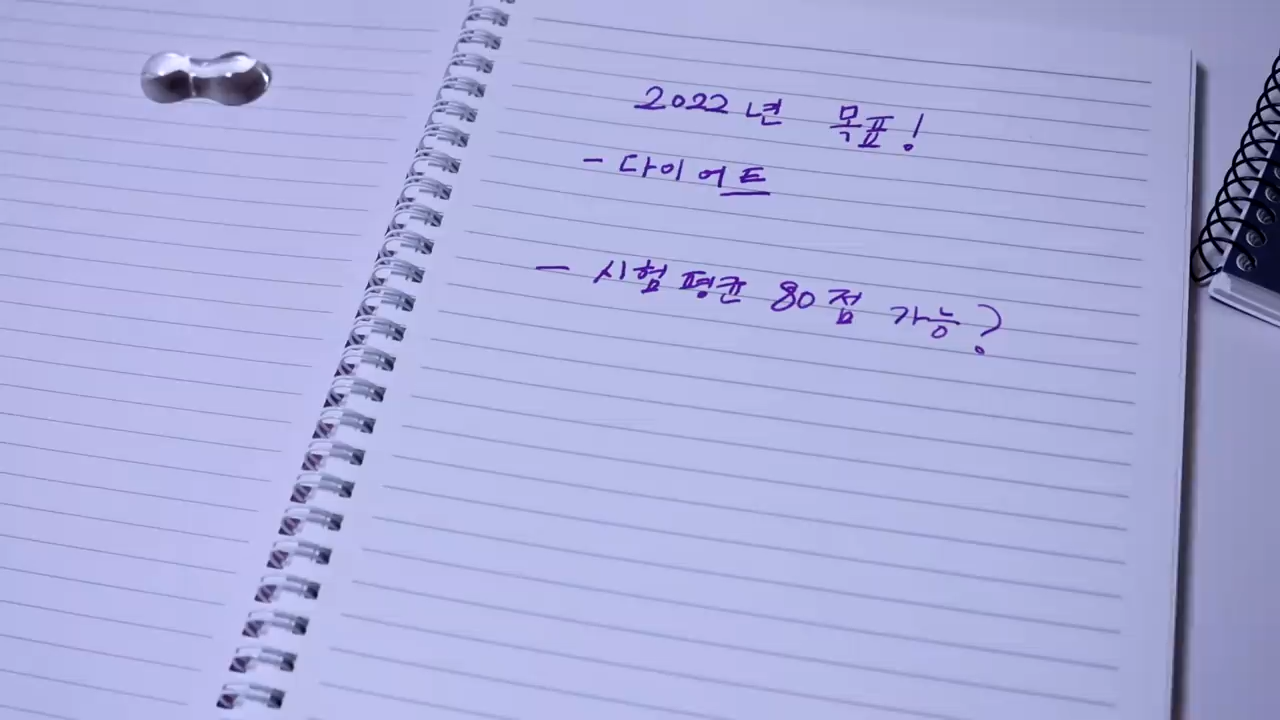 2022년 목표!
- 다이어트
- 시험 평균 80점 가능?